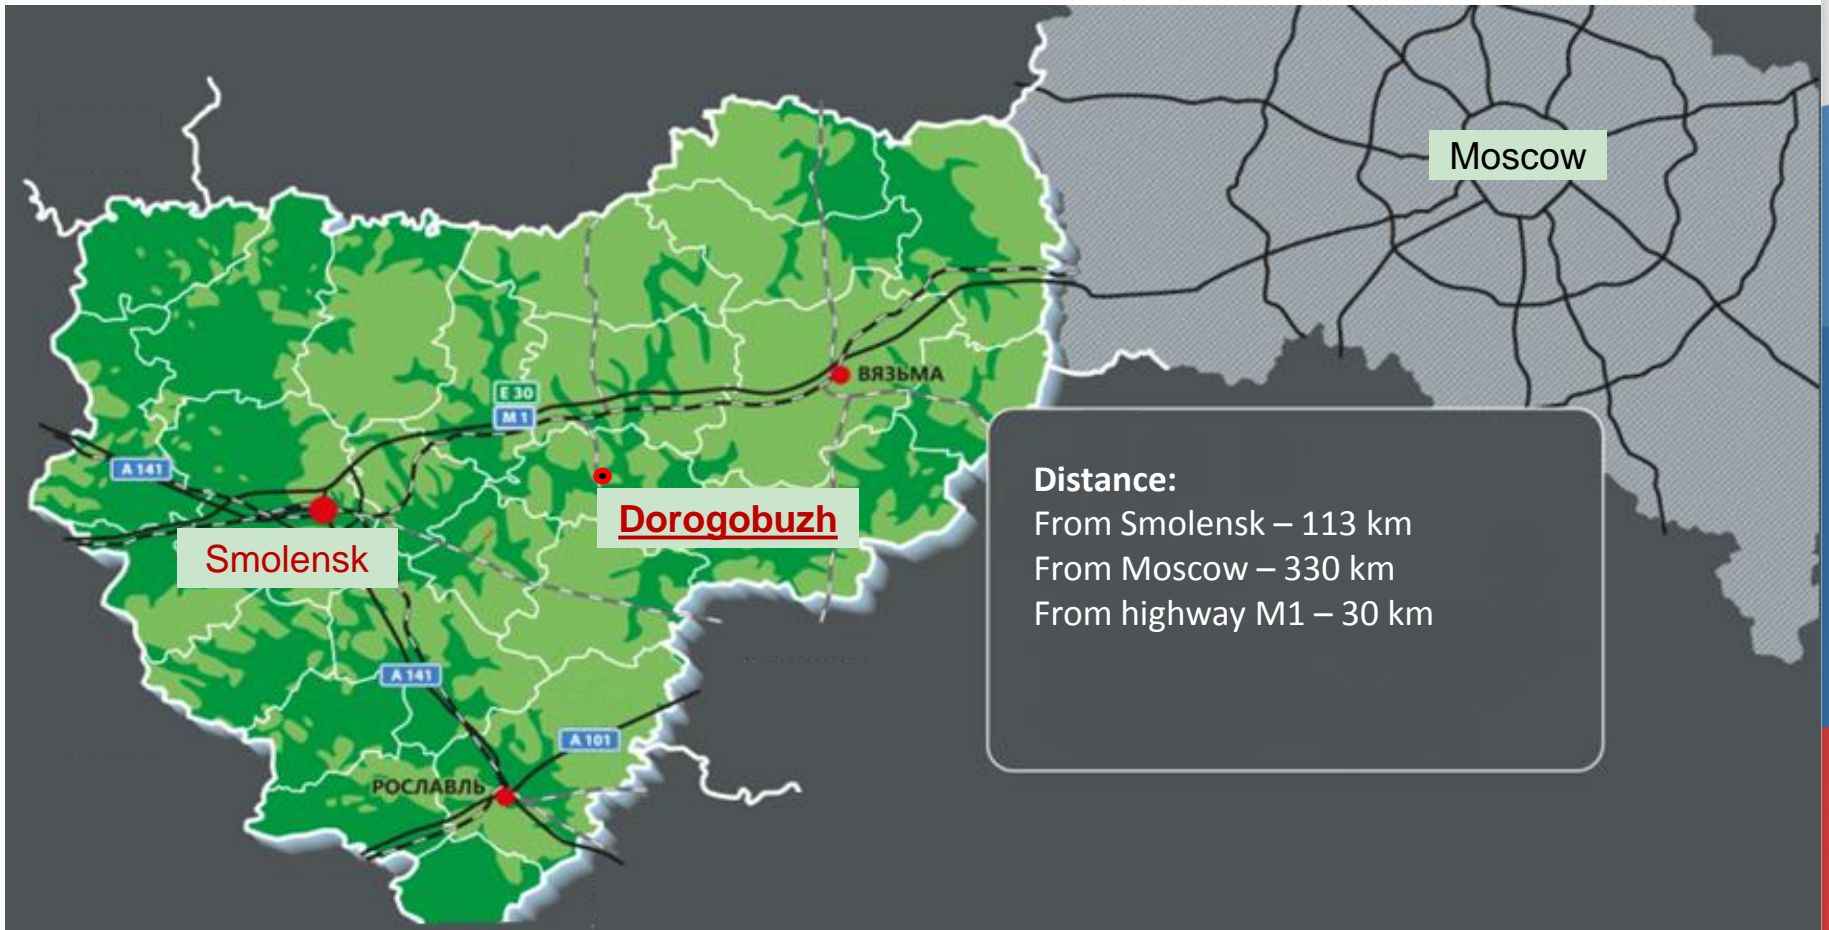 Moscow
ВЯЗЬМА
E 30
M 1
A 141
Dorogobuzh
Smolensk
Distance:
From Smolensk – 113 km
From Moscow – 330 km
From highway M1 – 30 km
A 141
A 101
РОСЛАВЛЬ